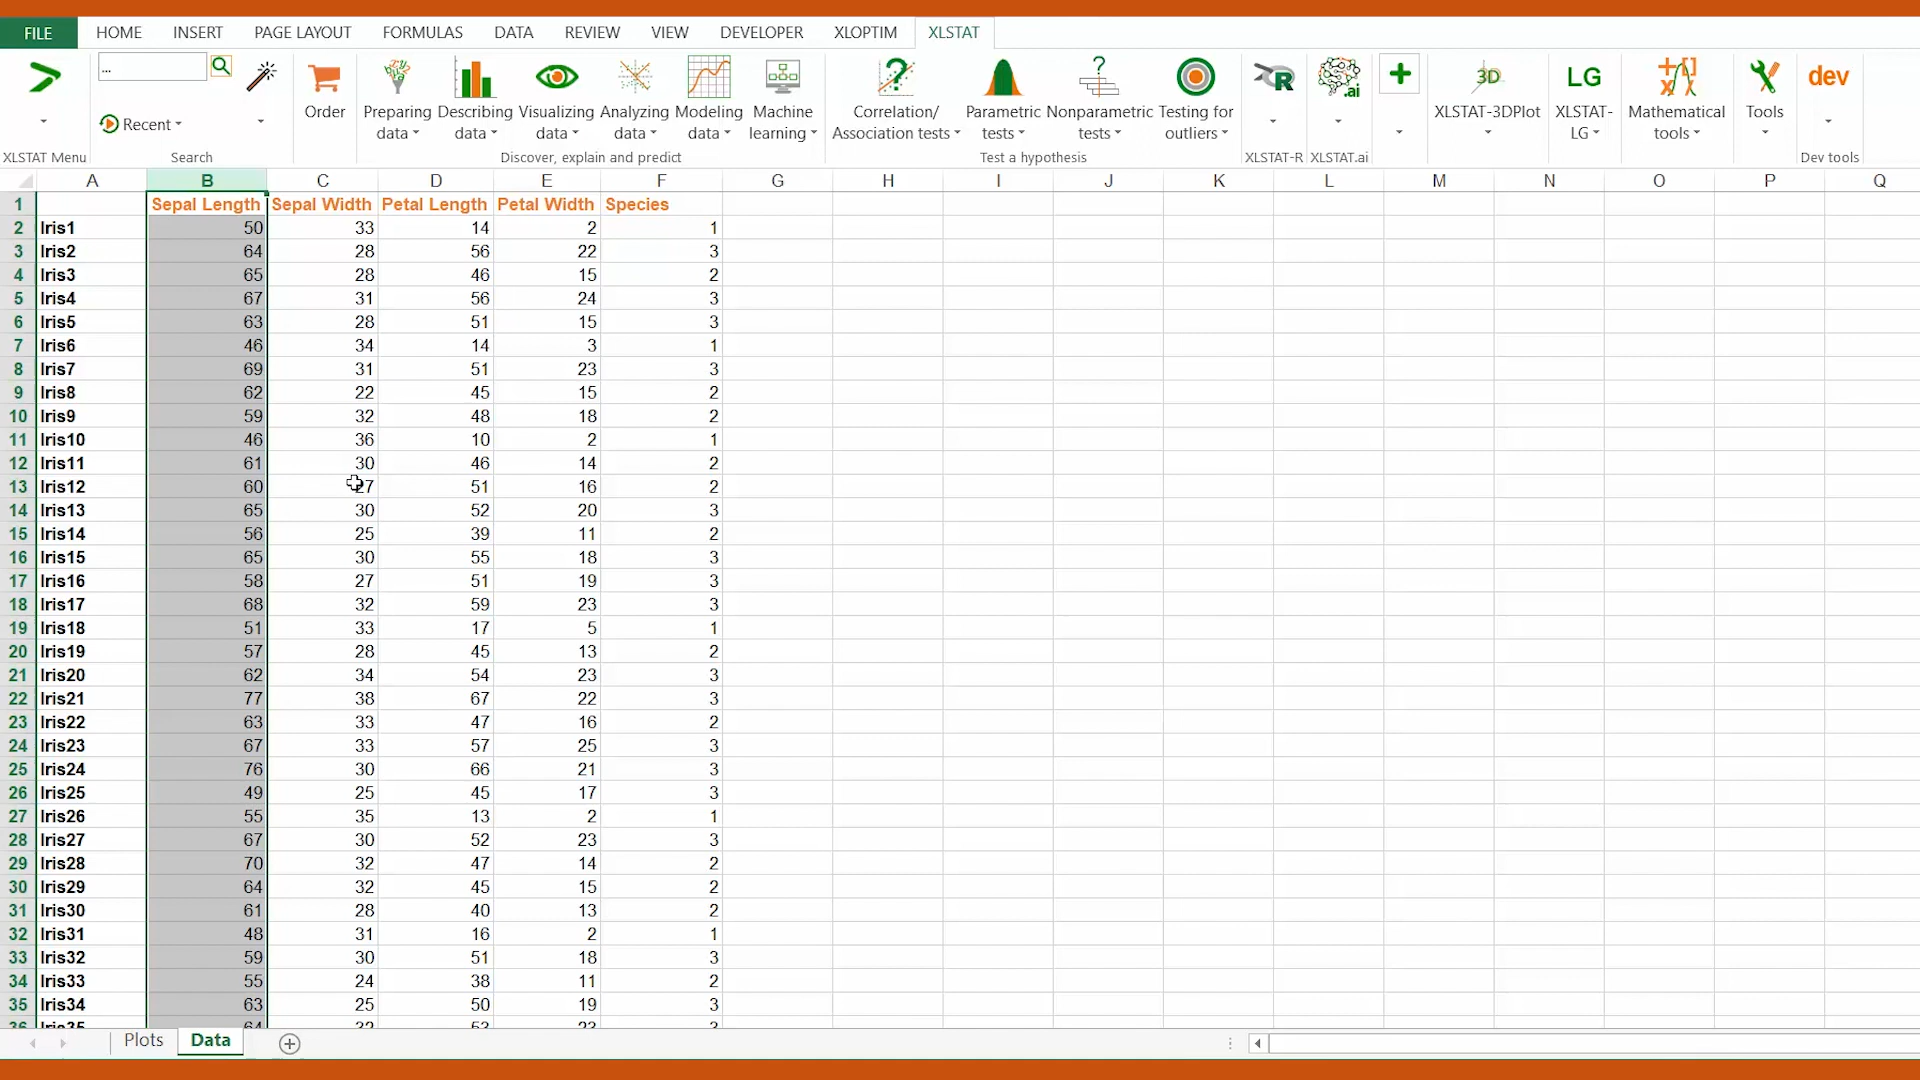 FILE HOME INSERT PAGE LAYOUT FORMULAS DATA REVIEW VIEW DEVELOPER XLOPTIM XLSTAT
...
Recent
Order
Preparing data
Describing data
Visualizing data
Analyzing data
Modeling data
Machine learning
Correlation/ Association tests
Parametric tests
Nonparametric tests
Testing for outliers
R
.ai
3D
XLSTAT-3DPlot
LG
XLSTAT-LG
Mathematical tools
Tools
dev
XLSTAT Menu Search Discover, explain and predict Test a hypothesis XLSTAT-R XLSTAT.ai Dev tools
A B C D E F G H I J K L M N O P Q
1 Sepal Length Sepal Width Petal Length Petal Width Species
2 Iris1 50 33 14 2 1
3 Iris2 64 28 56 22 3
4 Iris3 65 28 46 15 2
5 Iris4 67 31 56 24 3
6 Iris5 63 28 51 15 3
7 Iris6 46 34 14 3 1
8 Iris7 69 31 51 23 3
9 Iris8 62 22 45 15 2
10 Iris9 59 32 48 18 2
11 Iris10 46 36 10 2 1
12 Iris11 61 30 46 14 2
13 Iris12 60 27 51 16 2
14 Iris13 65 30 52 20 3
15 Iris14 56 25 39 11 2
16 Iris15 65 30 55 18 3
17 Iris16 58 27 51 19 3
18 Iris17 68 32 59 23 3
19 Iris18 51 33 17 5 1
20 Iris19 57 28 45 13 2
21 Iris20 62 34 54 23 3
22 Iris21 77 38 67 22 3
23 Iris22 63 33 47 16 2
24 Iris23 67 33 57 25 3
25 Iris24 76 30 66 21 3
26 Iris25 49 25 45 17 3
27 Iris26 55 35 13 2 1
28 Iris27 67 30 52 23 3
29 Iris28 70 32 47 14 2
30 Iris29 64 32 45 15 2
31 Iris30 61 28 40 13 2
32 Iris31 48 31 16 2 1
33 Iris32 59 30 51 18 3
34 Iris33 55 24 38 11 2
35 Iris34 63 25 50 19 3
36 Iris35 64 32 53 23 3
Plots Data